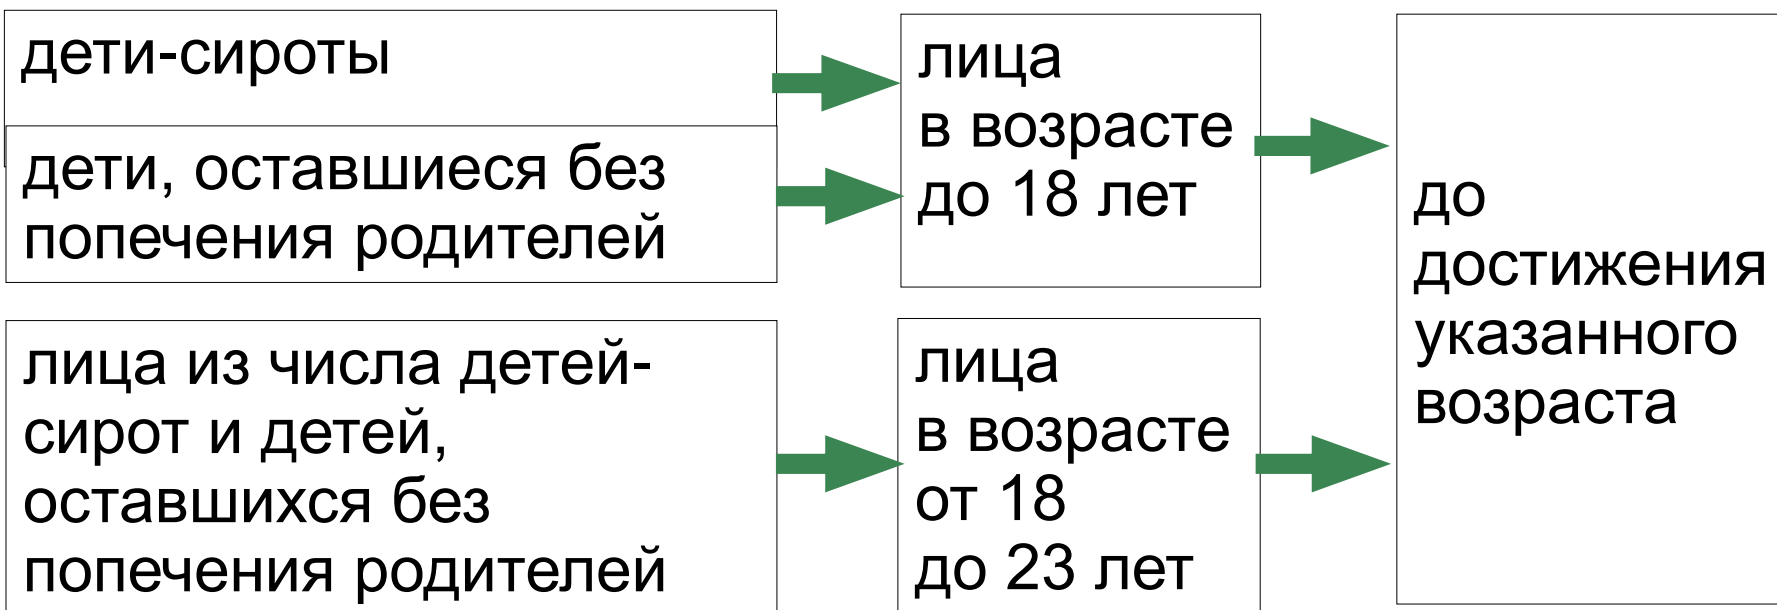 дети-сироты
дети, оставшиеся без
попечения родителей
лица
в возрасте
до 18 лет
лица из числа детей-
сирот и детей,
оставшихся без
попечения родителей
лица
в возрасте
от 18
до 23 лет
до
достижения
указанного
возраста